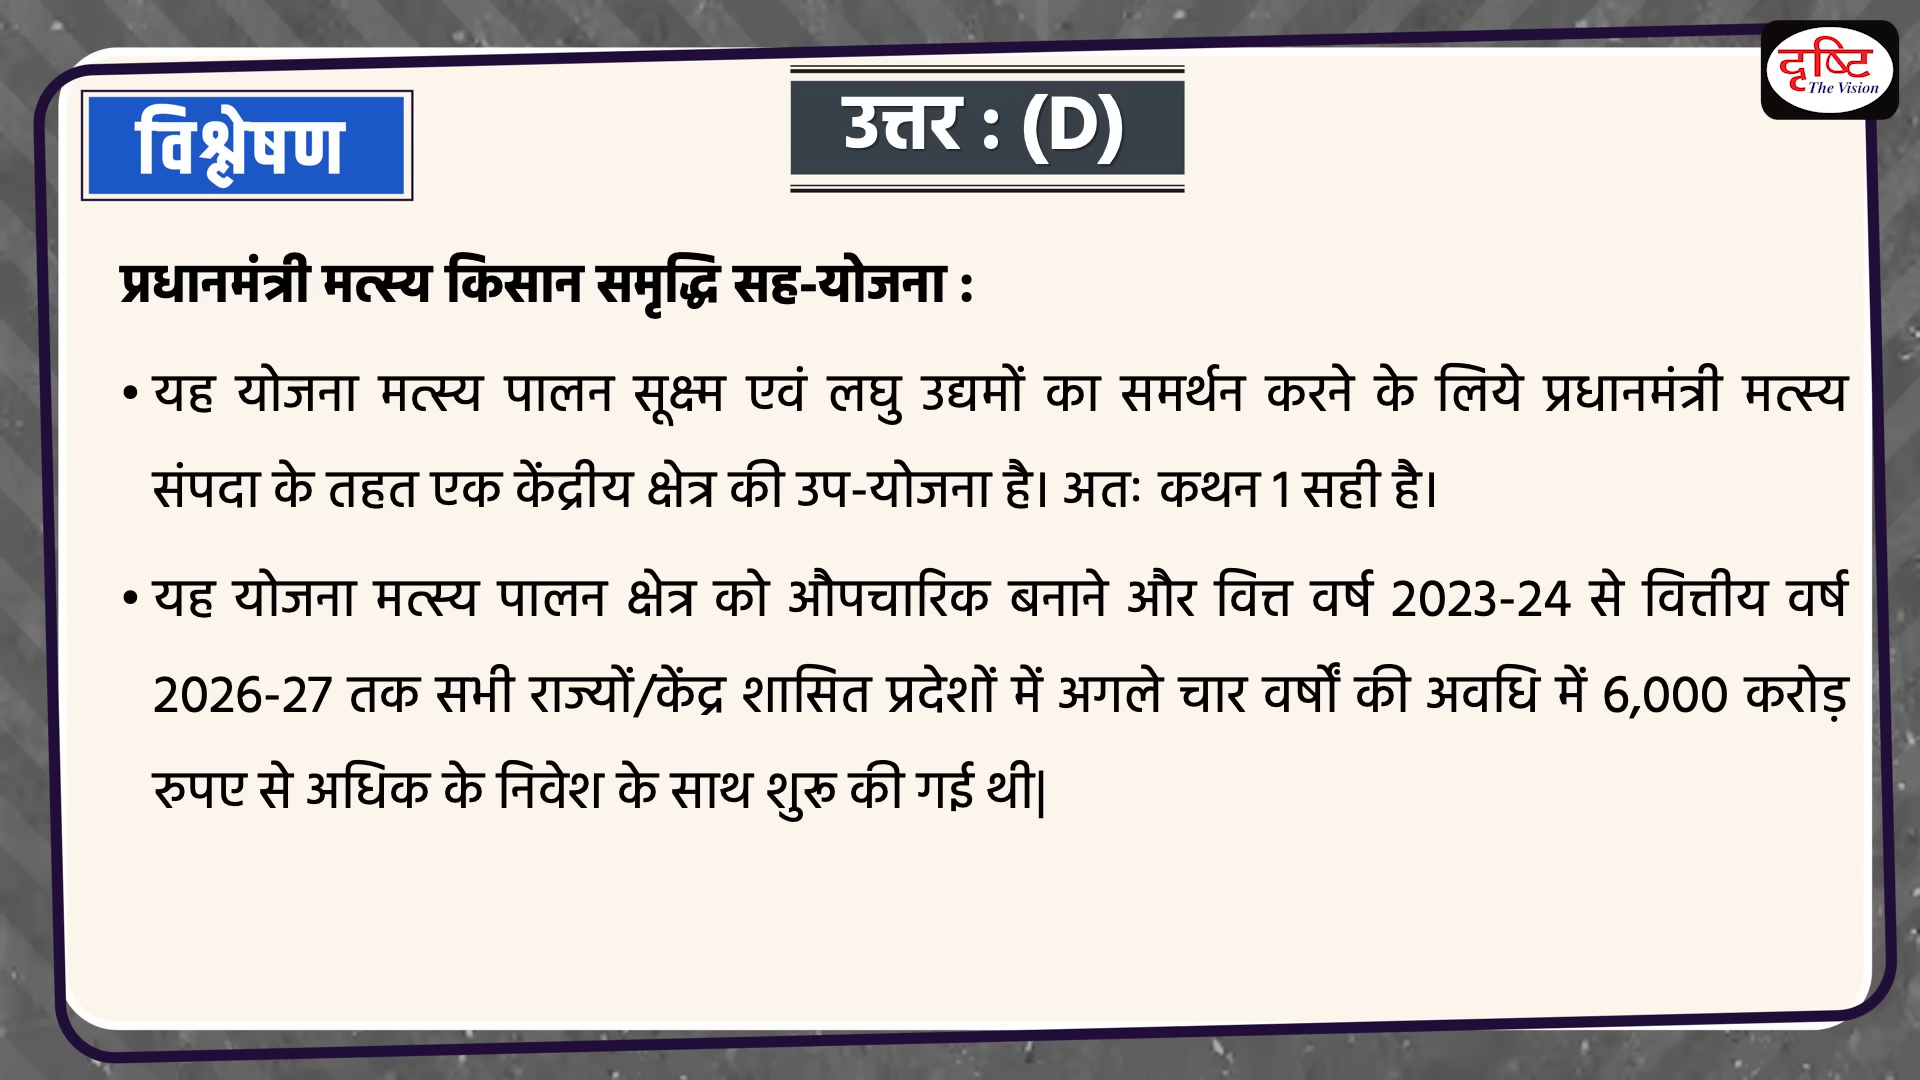 दृष्टि
The Vision
विश्लेषण
उत्तर : (D)
प्रधानमंत्री मत्स्य किसान समृद्धि सह-योजना :
• यह योजना मत्स्य पालन सूक्ष्म एवं लघु उद्यमों का समर्थन करने के लिये प्रधानमंत्री मत्स्य
संपदा के तहत एक केंद्रीय क्षेत्र की उप-योजना है। अतः कथन 1 सही है।
• यह योजना मत्स्य पालन क्षेत्र को औपचारिक बनाने और वित्त वर्ष 2023-24 से वित्तीय वर्ष
2026-27 तक सभी राज्यों/केंद्र शासित प्रदेशों में अगले चार वर्षों की अवधि में 6,000 करोड़
रुपए से अधिक के निवेश के साथ शुरू की गई थी|